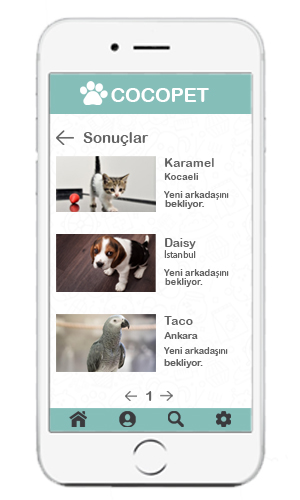 COCOPET
Sonuçlar
Karamel
Kocaeli
Yeni arkadaşını
bekliyor.
Daisy
İstanbul
Yeni arkadaşını
bekliyor.
Taco
Ankara
Yeni arkadaşını
bekliyor.
1